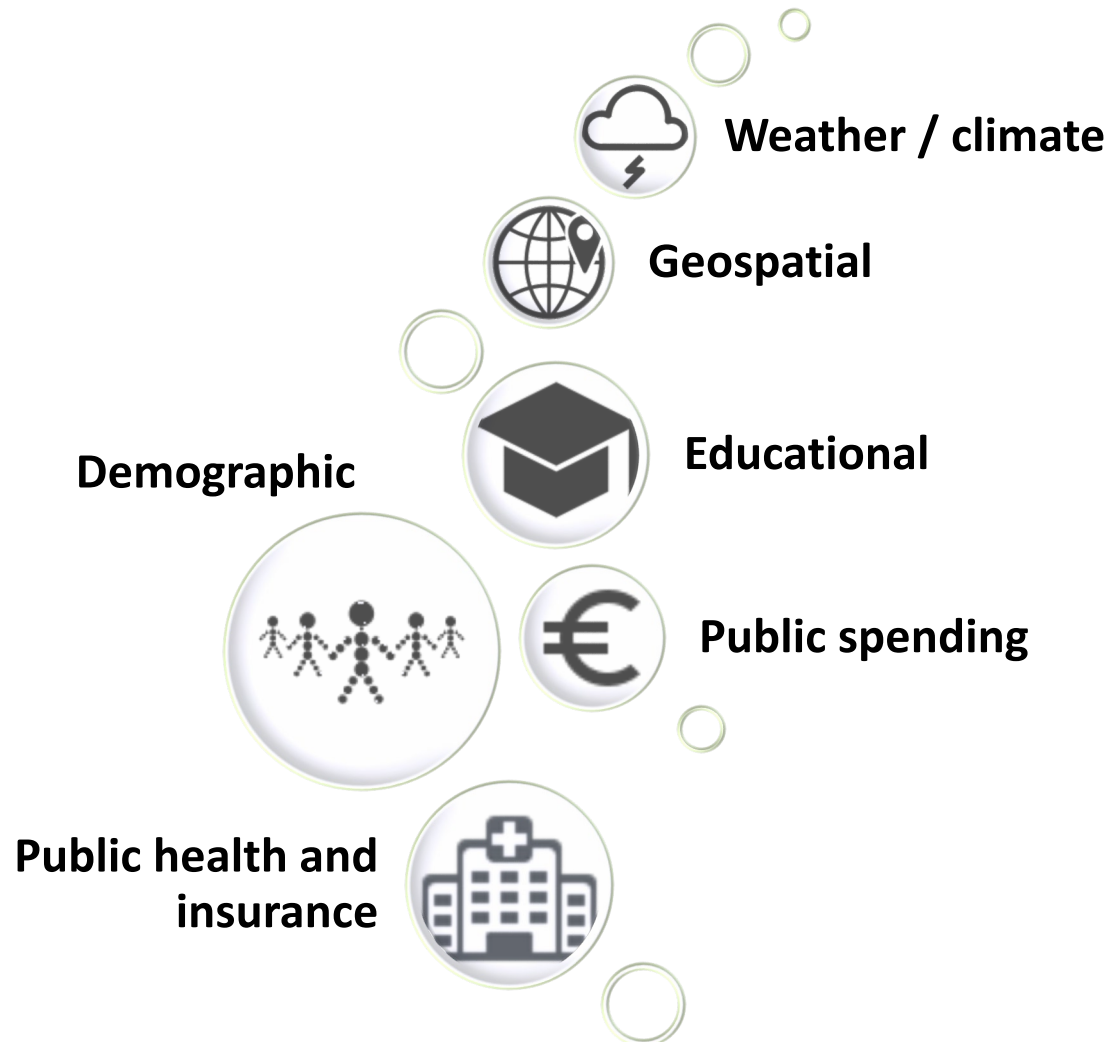 Weather / climate
Geospatial
Educational
Demographic
Public spending
Public health and
insurance